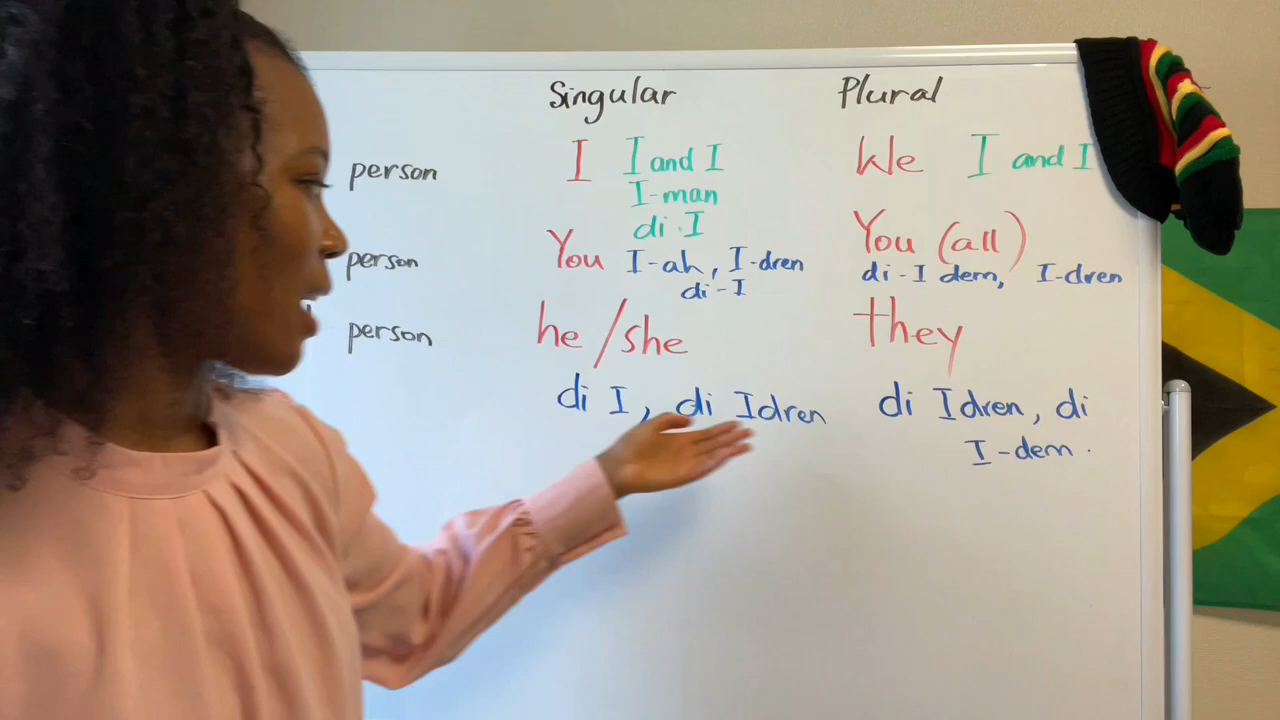 Singular Plural
person I I and I We I and I
I-man
di I
person You I-ah, I-dren You (all)
di-I di-I dem, I-dren
person he/she they
di I, di Idren di Idren, di
I-dem.